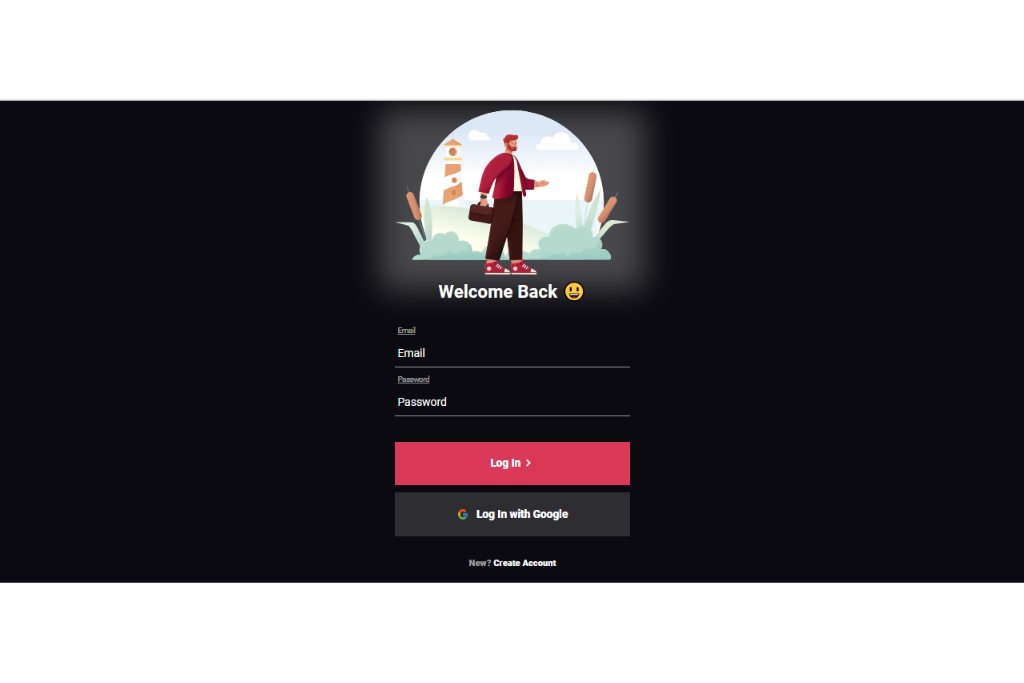 Welcome Back 😃
Email
Email
Password
Password
Log In >
Log In with Google
New? Create Account